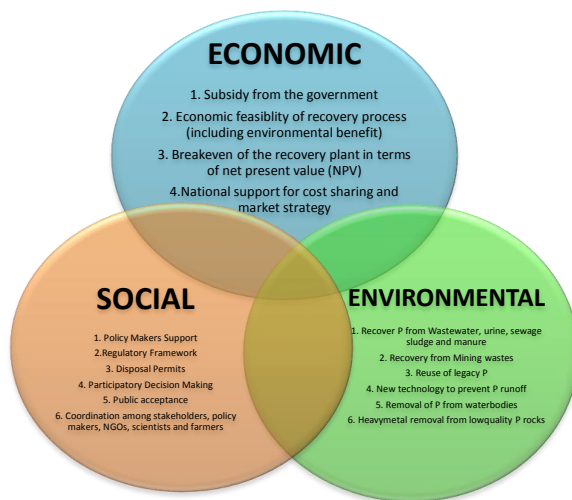 ECONOMIC
1. Subsidy from the government
2. Economic feasiblity of recovery process
(including environmental benefit)
3. Breakeven of the recovery plant in terms
of net present value (NPV)
4.National support for cost sharing and
market strategy
SOCIAL
1. Policy Makers Support
2.Regulatory Framework
3. Disposal Permits
4. Participatory Decision Making
5. Public acceptance
6. Coordination among stakeholders, policy
makers, NGOs, scientists and farmers
ENVIRONMENTAL
1. Recover P from Wastewater, urine, sewage
sludge and manure
2. Recovery from Mining wastes
3. Reuse of legacy P
4. New technology to prevent P runoff
5. Removal of P from waterbodies
6. Heavymetal removal from lowquality P rocks